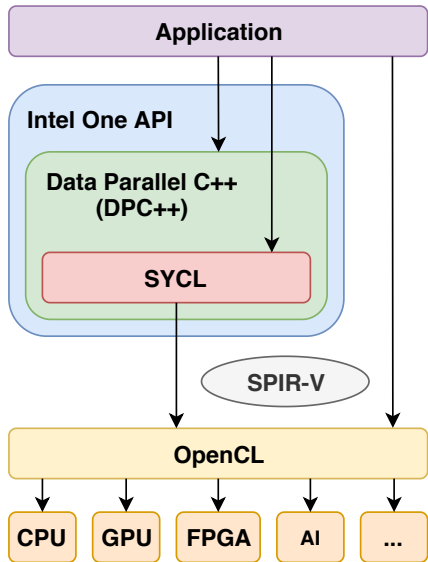 Application
Intel One API
Data Parallel C++
(DPC++)
SYCL
SPIR-V
OpenCL
CPU
GPU
FPGA
AI
...